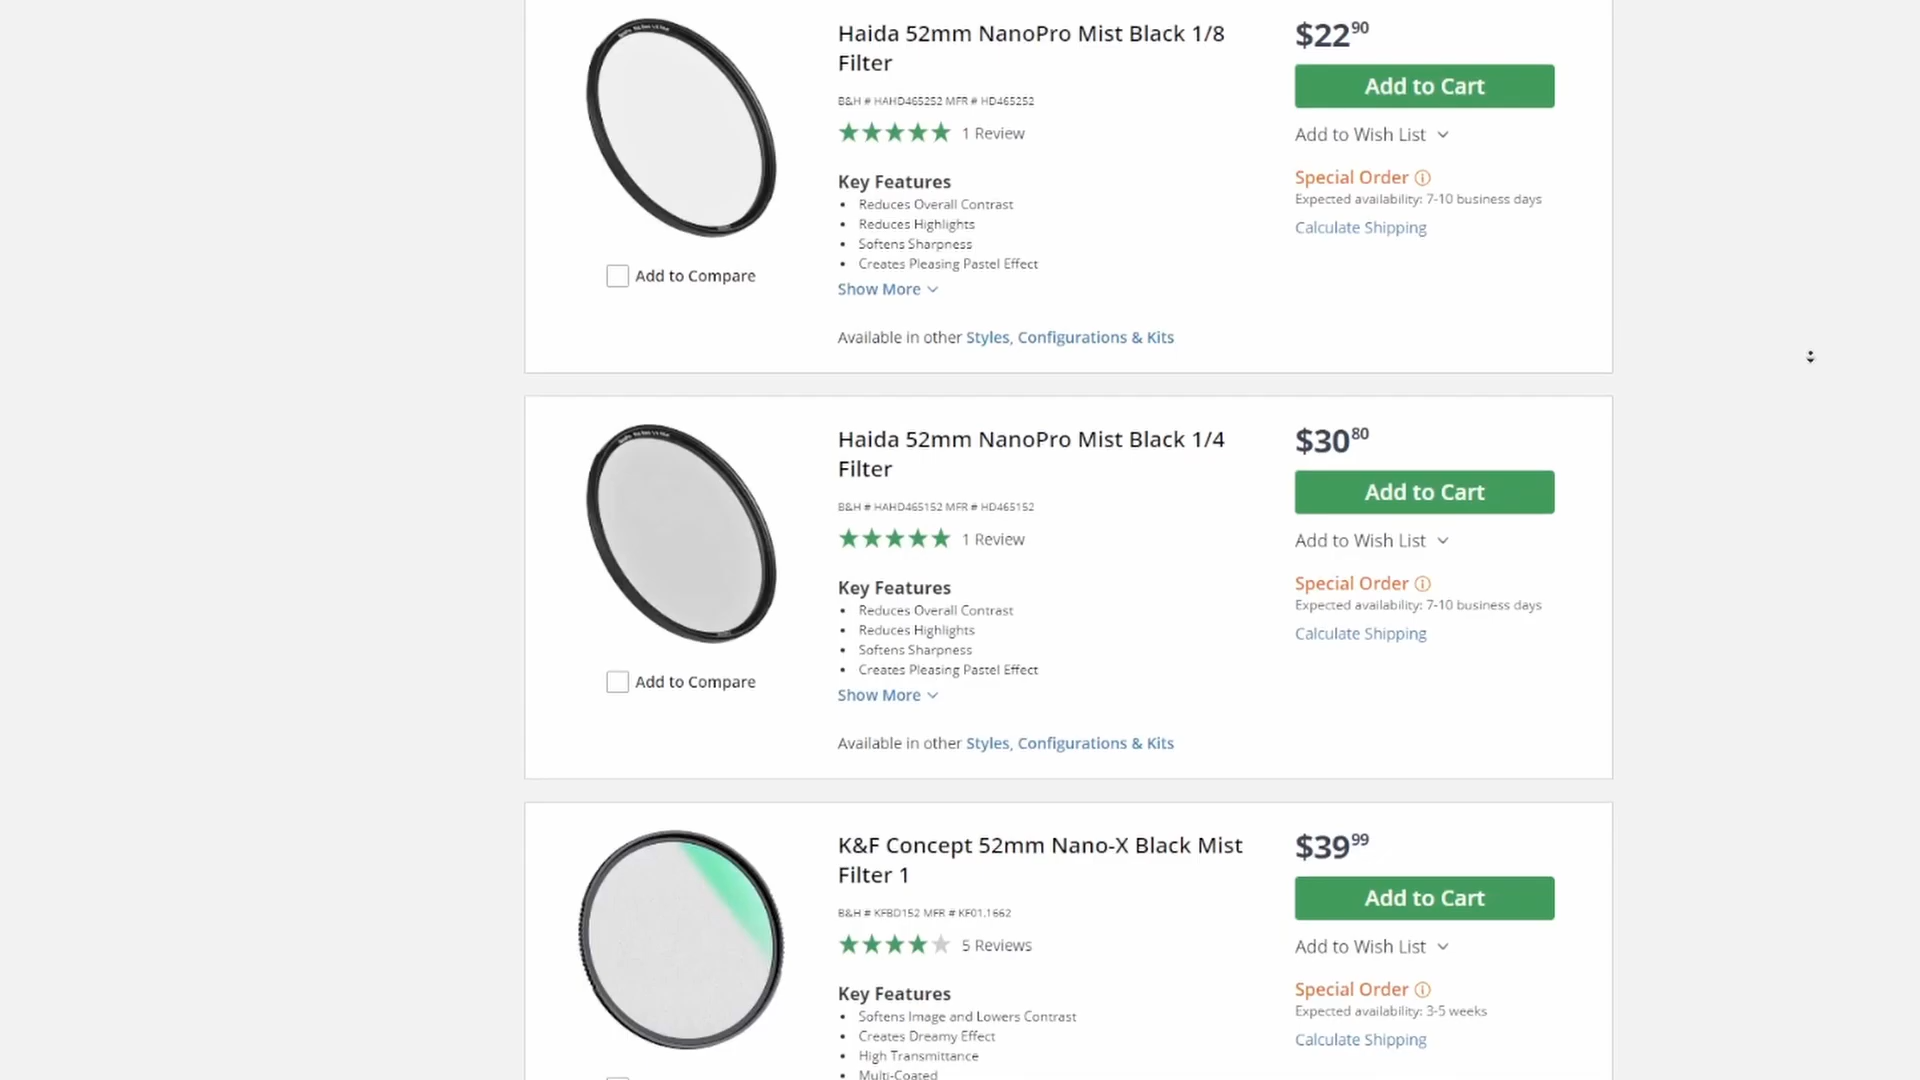 Haida 52mm NanoPro Mist Black 1/8
Filter
B&H # HAHD465252 MFR # HD465252
1 Review
Key Features
• Reduces Overall Contrast
• Reduces Highlights
• Softens Sharpness
• Creates Pleasing Pastel Effect
Show More
Available in other Styles, Configurations & Kits
Add to Compare
$22 90
Add to Cart
Add to Wish List
Special Order
Expected availability: 7-10 business days
Calculate Shipping
Haida 52mm NanoPro Mist Black 1/4
Filter
B&H # HAHD465152 MFR # HD465152
1 Review
Key Features
• Reduces Overall Contrast
• Reduces Highlights
• Softens Sharpness
• Creates Pleasing Pastel Effect
Show More
Available in other Styles, Configurations & Kits
Add to Compare
$30 80
Add to Cart
Add to Wish List
Special Order
Expected availability: 7-10 business days
Calculate Shipping
K&F Concept 52mm Nano-X Black Mist
Filter 1
B&H # KFBD152 MFR # KF01.1662
5 Reviews
Key Features
• Softens Image and Lowers Contrast
• Creates Dreamy Effect
• High Transmittance
• Multi-Coated
$39 99
Add to Cart
Add to Wish List
Special Order
Expected availability: 3-5 weeks
Calculate Shipping